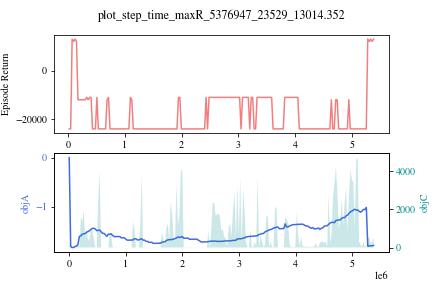 plot_step_time_maxR_5376947_23529_13014.352
Episode Return
0
−20000
0 1 2 3 4 5
objA
0
−1
objC
4000
2000
0
0 1 2 3 4 5
1e6